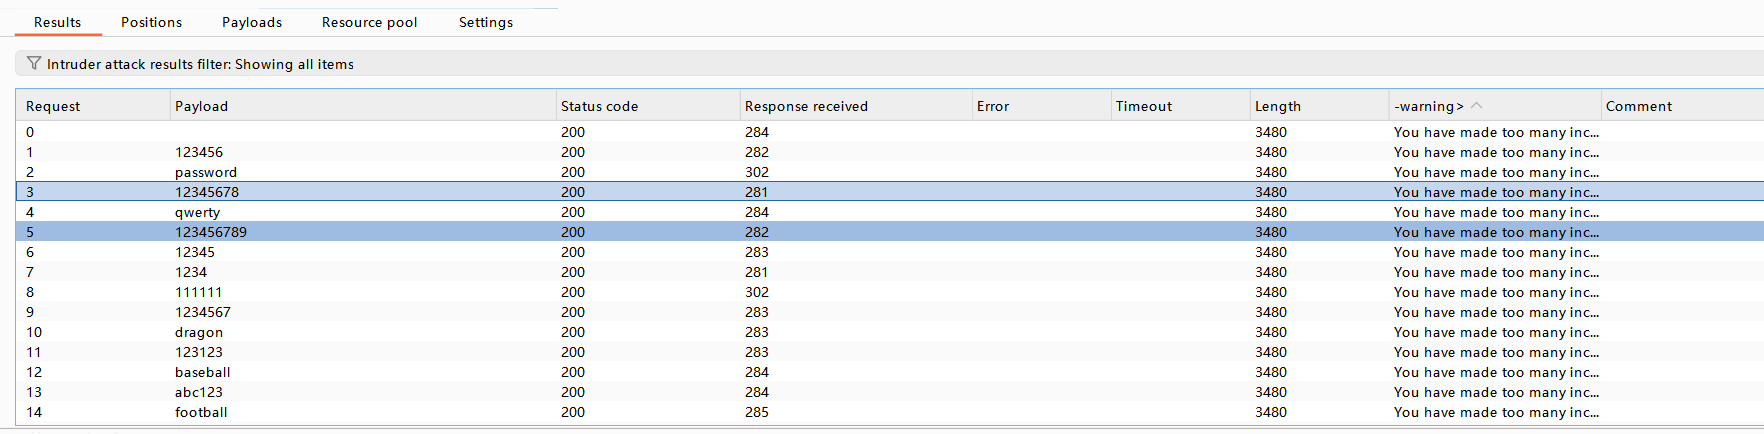 Results Positions Payloads Resource pool Settings
Intruder attack results filter: Showing all items
Request Payload Status code Response received Error Timeout Length -warning> Comment
0 200 284 3480 You have made too many inc...
1 123456 200 282 3480 You have made too many inc...
2 password 200 302 3480 You have made too many inc...
3 12345678 200 281 3480 You have made too many inc...
4 qwerty 200 284 3480 You have made too many inc...
5 123456789 200 282 3480 You have made too many inc...
6 12345 200 283 3480 You have made too many inc...
7 1234 200 281 3480 You have made too many inc...
8 111111 200 302 3480 You have made too many inc...
9 1234567 200 283 3480 You have made too many inc...
10 dragon 200 283 3480 You have made too many inc...
11 123123 200 283 3480 You have made too many inc...
12 baseball 200 284 3480 You have made too many inc...
13 abc123 200 284 3480 You have made too many inc...
14 football 200 285 3480 You have made too many inc...